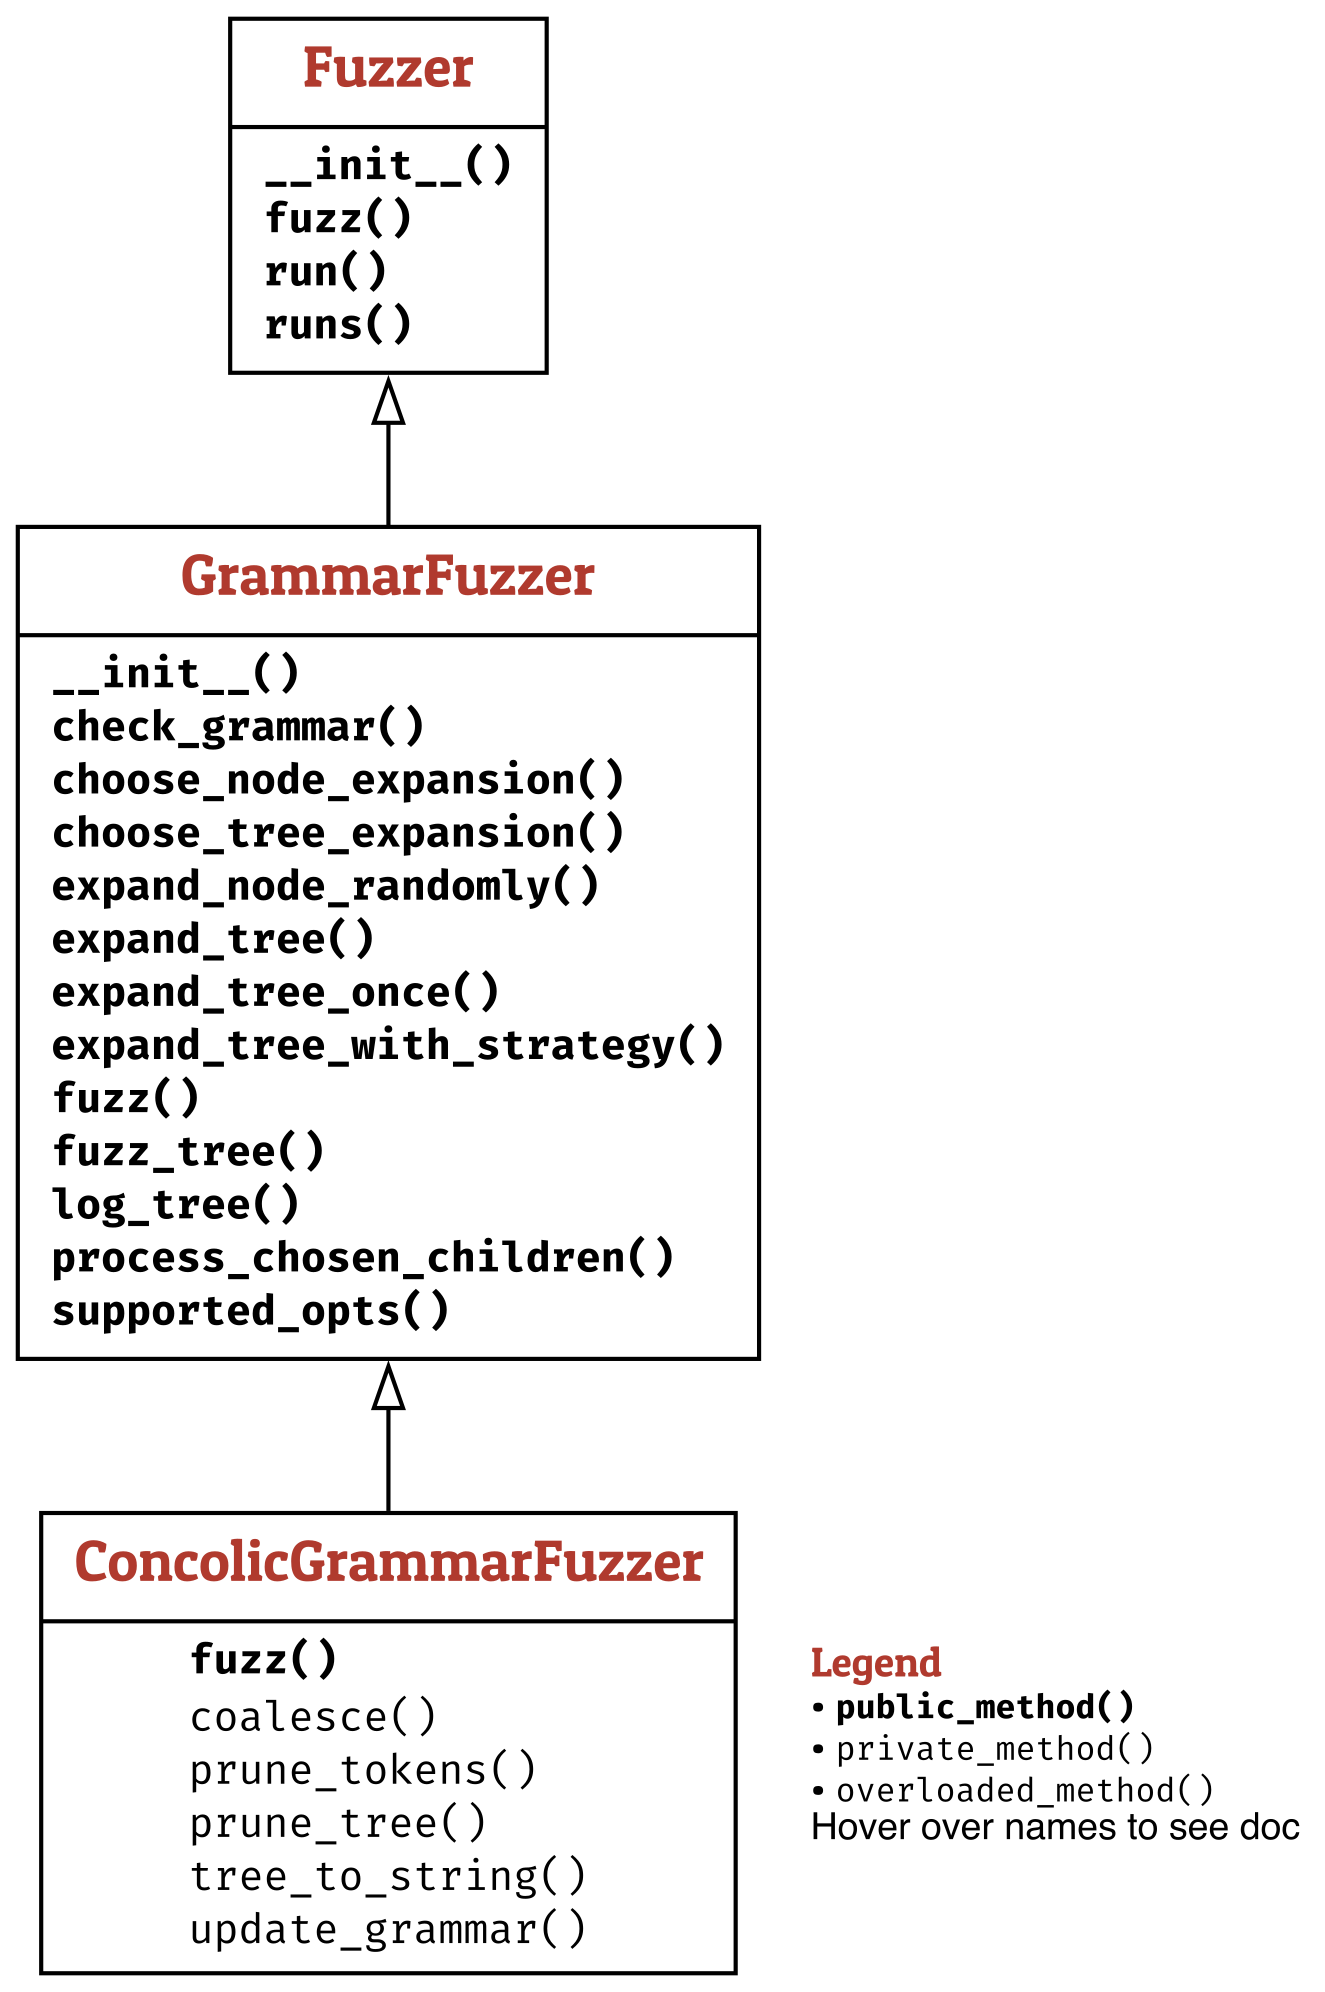 Fuzzer
__init__()
fuzz()
run()
runs()
GrammarFuzzer
__init__()
check_grammar()
choose_node_expansion()
choose_tree_expansion()
expand_node_randomly()
expand_tree()
expand_tree_once()
expand_tree_with_strategy()
fuzz()
fuzz_tree()
log_tree()
process_chosen_children()
supported_opts()
ConcolicGrammarFuzzer
fuzz()
coalesce()
prune_tokens()
prune_tree()
tree_to_string()
update_grammar()
Legend
• public_method()
• private_method()
• overloaded_method()
Hover over names to see doc